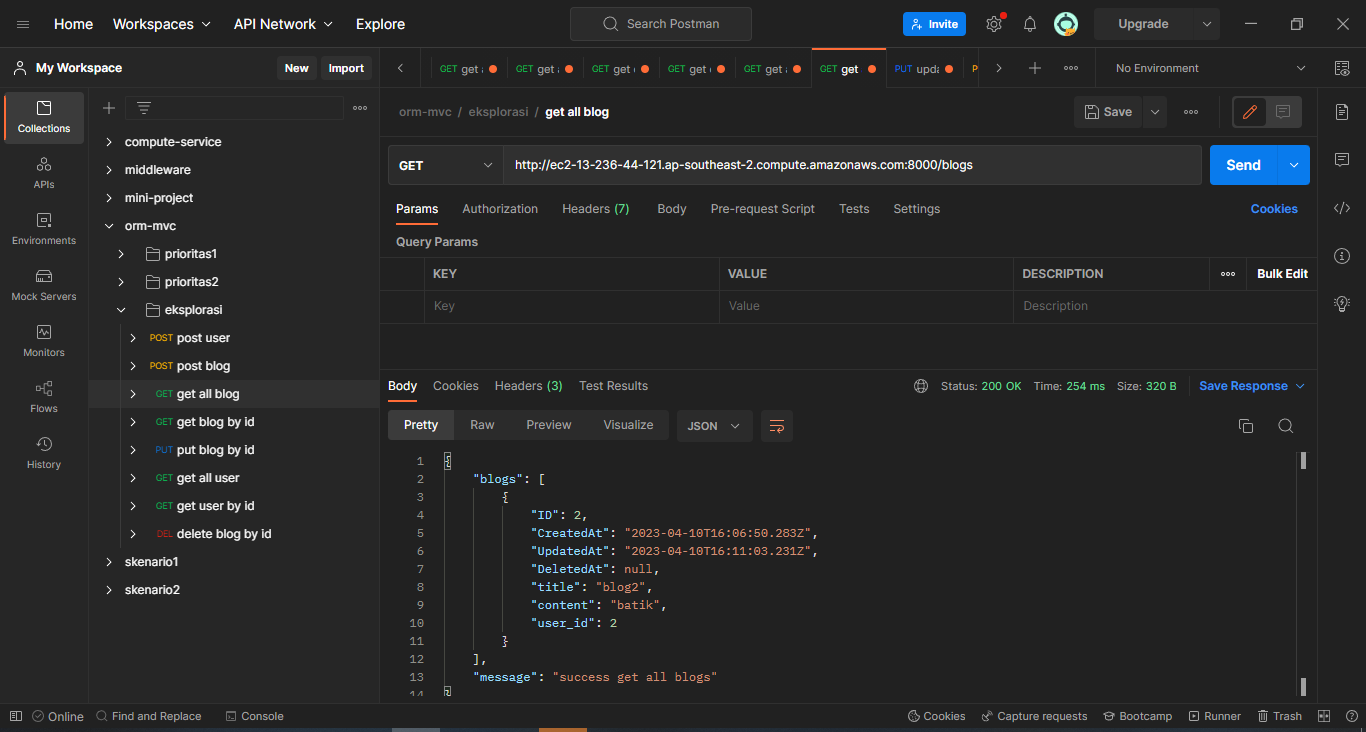 Home Workspaces API Network Explore Search Postman Invite Upgrade
My Workspace New Import GET get GET get GET get GET get GET get GET get PUT upda No Environment
Collections
APIs
Environments
Mock Servers
Monitors
Flows
History
compute-service
middleware
mini-project
orm-mvc
prioritas1
prioritas2
eksplorasi
POST post user
POST post blog
GET get all blog
GET get blog by id
PUT put blog by id
GET get all user
GET get user by id
DEL delete blog by id
skenario1
skenario2
orm-mvc / eksplorasi / get all blog Save
GET http://ec2-13-236-44-121.ap-southeast-2.compute.amazonaws.com:8000/blogs Send
Params Authorization Headers (7) Body Pre-request Script Tests Settings Cookies
Query Params
KEY VALUE DESCRIPTION Bulk Edit
Key Value Description
Body Cookies Headers (3) Test Results Status: 200 OK Time: 254 ms Size: 320 B Save Response
Pretty Raw Preview Visualize JSON
1 {
2 "blogs": [
3 {
4 "ID": 2,
5 "CreatedAt": "2023-04-10T16:06:50.283Z",
6 "UpdatedAt": "2023-04-10T16:11:03.231Z",
7 "DeletedAt": null,
8 "title": "blog2",
9 "content": "batik",
10 "user_id": 2
11 }
12 ],
13 "message": "success get all blogs"
14 }
Online Find and Replace Console Cookies Capture requests Bootcamp Runner Trash